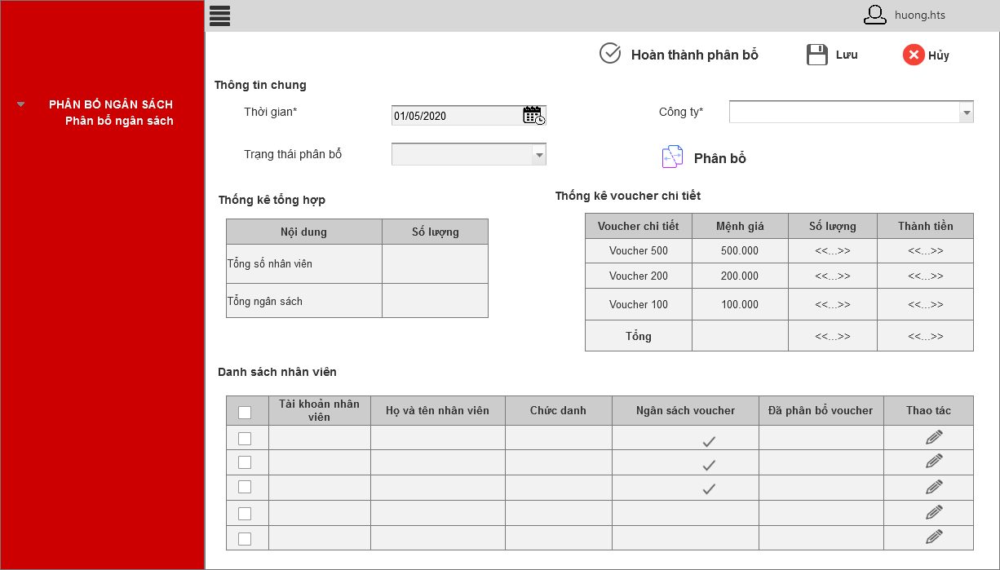 huong.hts
PHÂN BỔ NGÂN SÁCH
Phân bổ ngân sách
Hoàn thành phân bổ
Lưu
Hủy
Thông tin chung
Thời gian*
01/05/2020
Công ty*
Trạng thái phân bổ
Phân bổ
Thống kê tổng hợp
Nội dung Số lượng
Tổng số nhân viên
Tổng ngân sách
Thống kê voucher chi tiết
Voucher chi tiết Mệnh giá Số lượng Thành tiền
Voucher 500 500.000 <<...>> <<...>>
Voucher 200 200.000 <<...>> <<...>>
Voucher 100 100.000 <<...>> <<...>>
Tổng <<...>> <<...>>
Danh sách nhân viên
Tài khoản nhân
viên
Họ và tên nhân viên Chức danh Ngân sách voucher Đã phân bổ voucher Thao tác